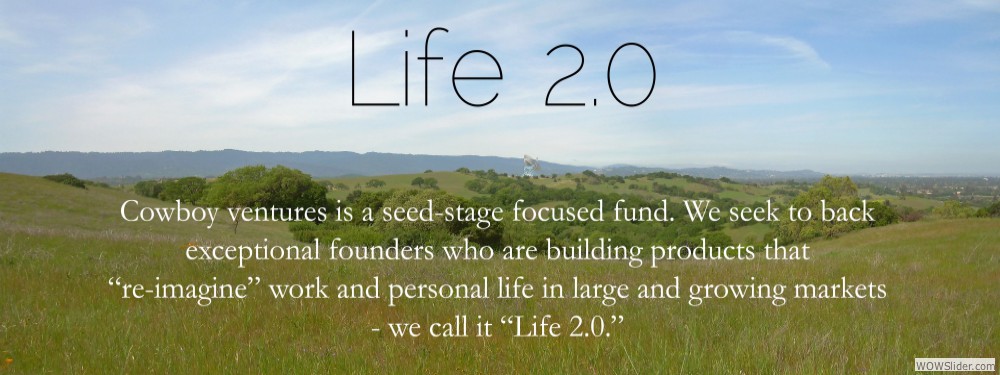 Life 2.0
Cowboy ventures is a seed-stage focused fund. We seek to back
exceptional founders who are building products that
“re-imagine” work and personal life in large and growing markets
- we call it “Life 2.0.”
WOWSlider.com